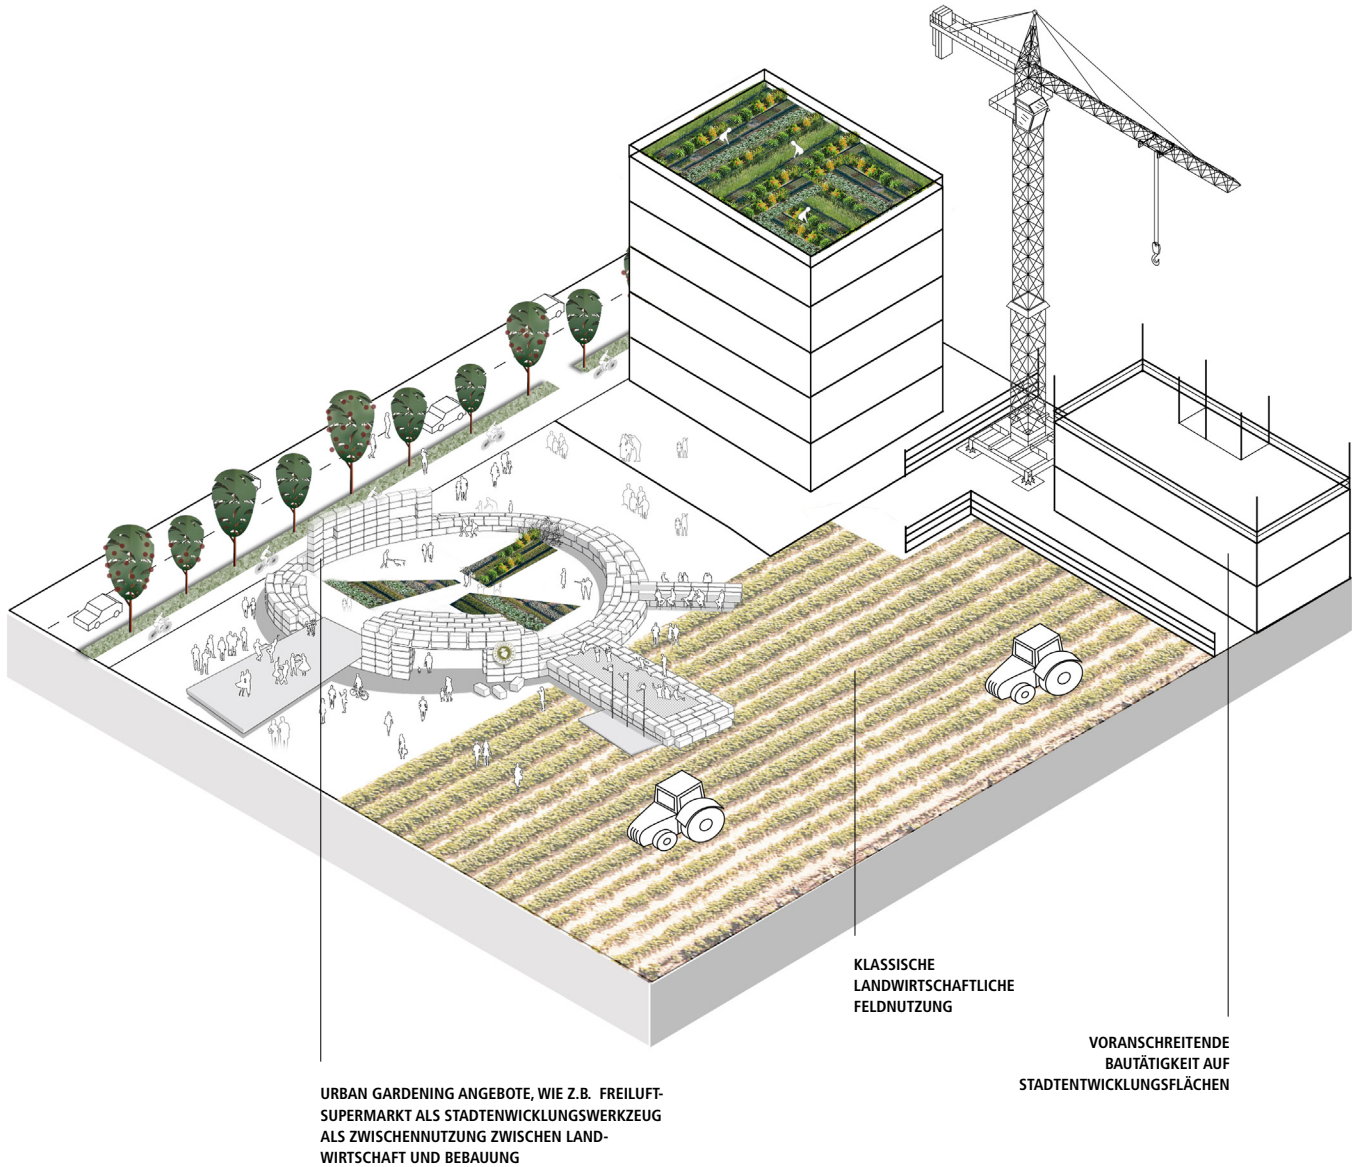 KLASSISCHE
LANDWIRTSCHAFTLICHE
FELDNUTZUNG
VORANSCHREITENDE
BAUTÄTIGKEIT AUF
STADTENTWICKLUNGSFLÄCHEN
URBAN GARDENING ANGEBOTE, WIE Z.B. FREILUFT-
SUPERMARKT ALS STADTENWICKLUNGSWERKZEUG
ALS ZWISCHENNUTZUNG ZWISCHEN LAND-
WIRTSCHAFT UND BEBAUUNG